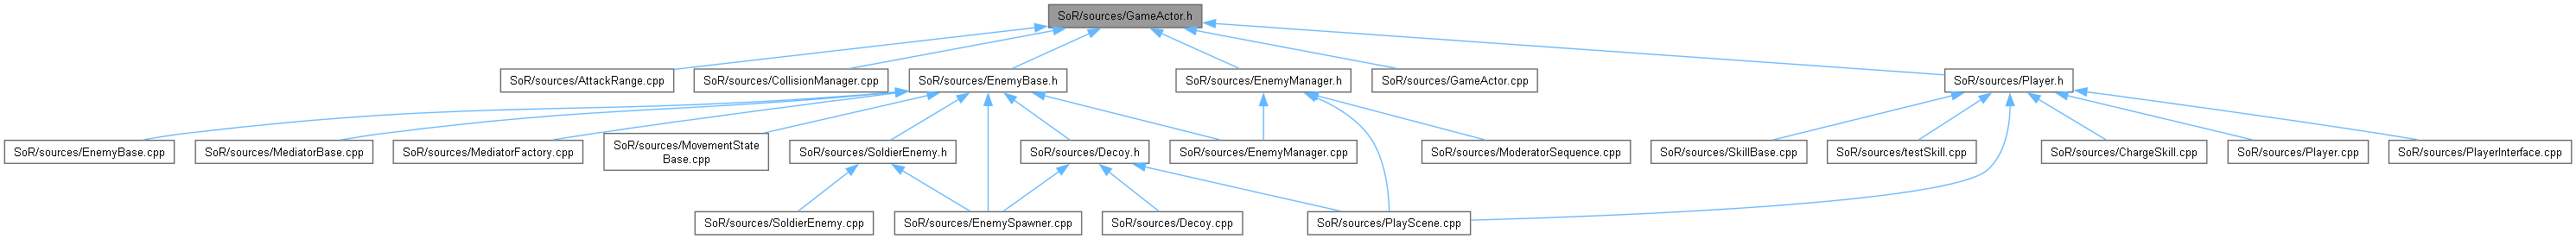 SoR/sources/GameActor.h
SoR/sources/AttackRange.cpp
SoR/sources/CollisionManager.cpp
SoR/sources/EnemyBase.h
SoR/sources/EnemyManager.h
SoR/sources/GameActor.cpp
SoR/sources/Player.h
SoR/sources/EnemyBase.cpp
SoR/sources/MediatorBase.cpp
SoR/sources/MediatorFactory.cpp
SoR/sources/MovementState
Base.cpp
SoR/sources/SoldierEnemy.h
SoR/sources/Decoy.h
SoR/sources/EnemyManager.cpp
SoR/sources/ModeratorSequence.cpp
SoR/sources/SkillBase.cpp
SoR/sources/testSkill.cpp
SoR/sources/ChargeSkill.cpp
SoR/sources/Player.cpp
SoR/sources/PlayerInterface.cpp
SoR/sources/SoldierEnemy.cpp
SoR/sources/EnemySpawner.cpp
SoR/sources/Decoy.cpp
SoR/sources/PlayScene.cpp